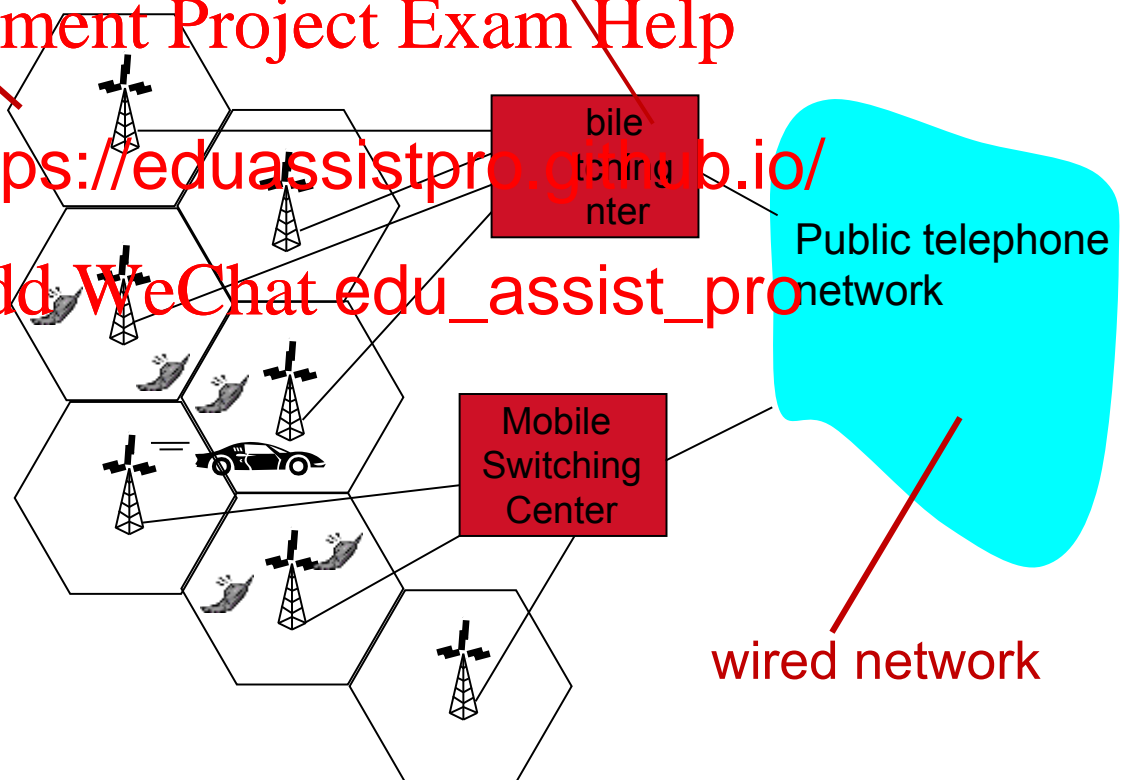 ment Project Exam Help
bile
tching
nter
ps://eduassistpro.github.io/
Public telephone
network
dd WeChat edu_assist_pro
Mobile
Switching
Center
wired network